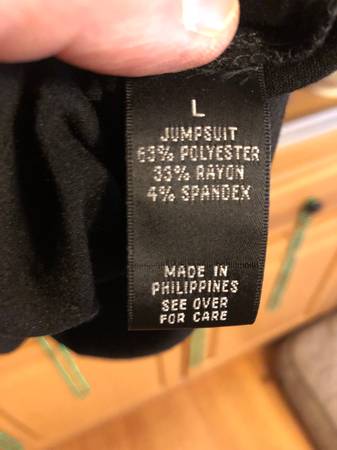 L
JUMPSUIT
63% POLYESTER
33% RAYON
4% SPANDEX
MADE IN
PHILIPPINES
SEE OVER
FOR CARE